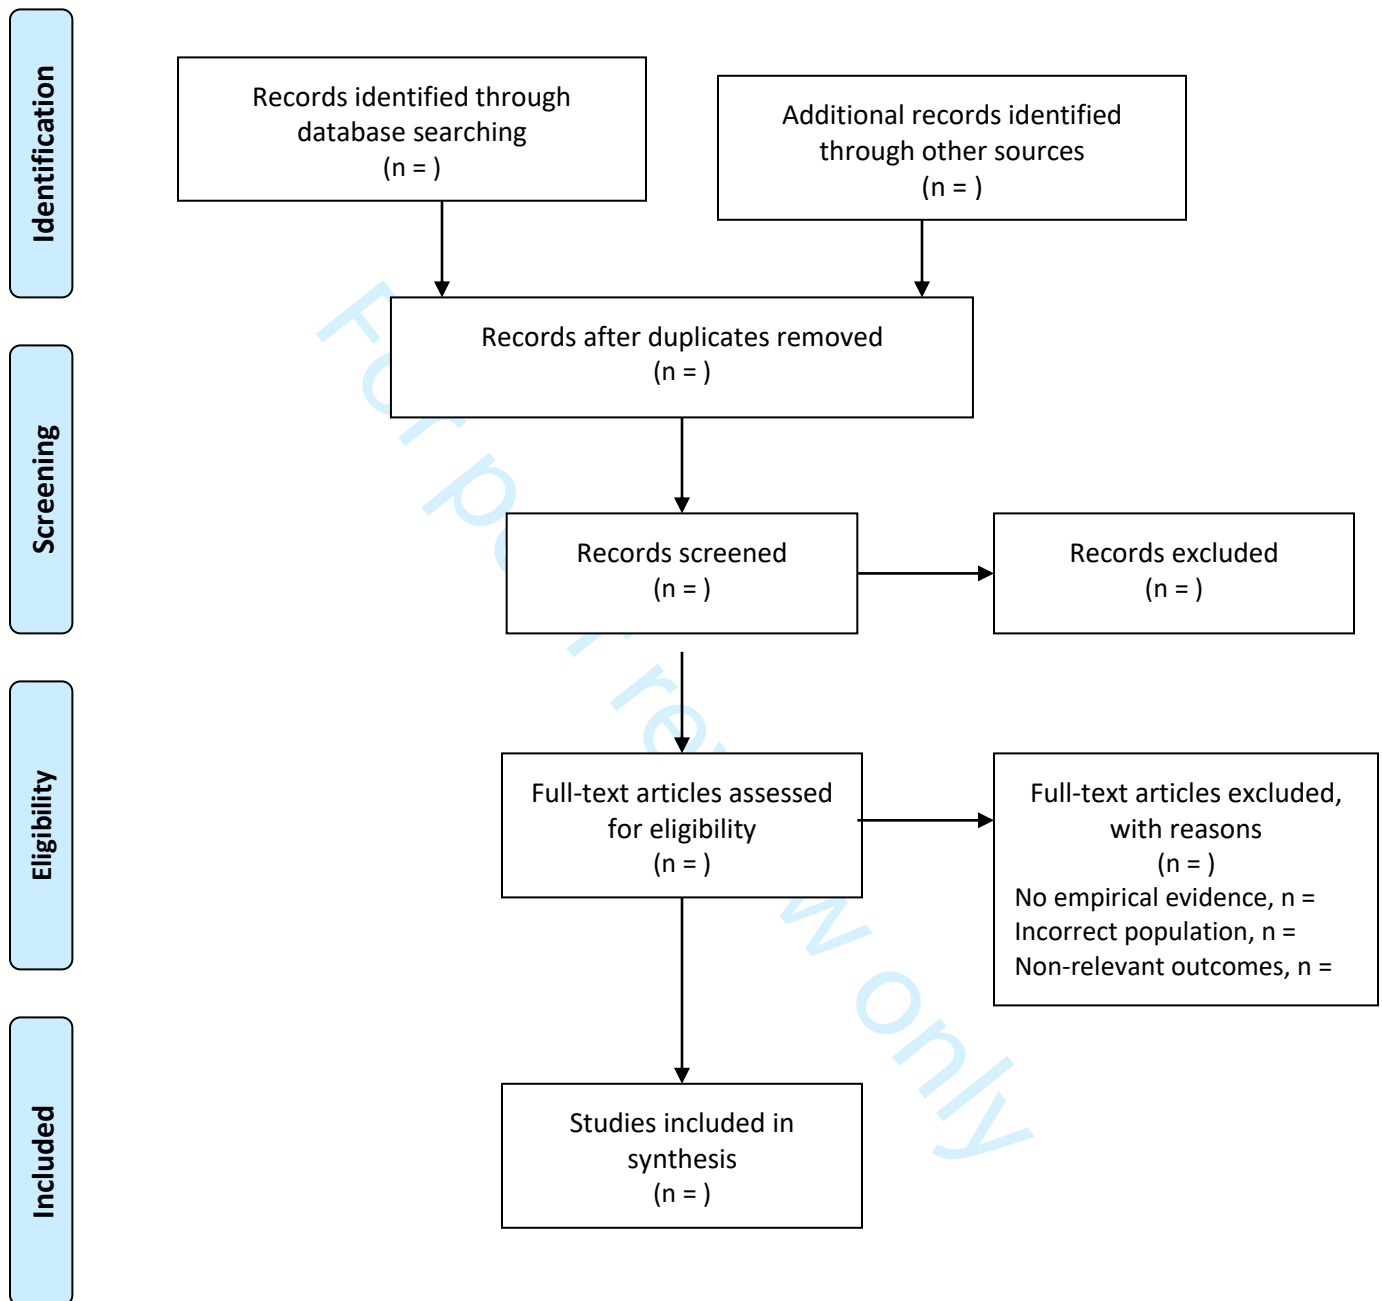 Identification
Records identified through
database searching
(n = )
Additional records identified
through other sources
(n = )
Records after duplicates removed
(n = )
Screening
Records screened
(n = )
Records excluded
(n = )
Eligibility
Full-text articles assessed
for eligibility
(n = )
Full-text articles excluded,
with reasons
(n = )
No empirical evidence, n =
Incorrect population, n =
Non-relevant outcomes, n =
Included
Studies included in
synthesis
(n = )
For peer review only